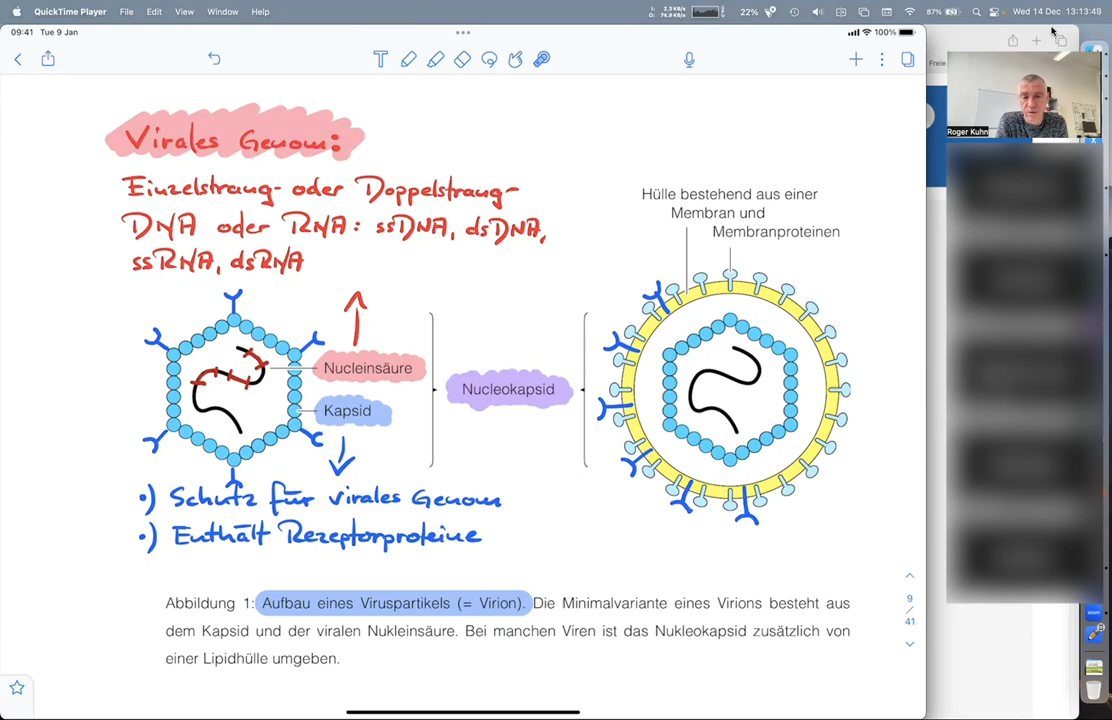 QuickTime Player File Edit View Window Help
22% 87% Wed 14 Dec 13:13:49
09:41 Tue 9 Jan
100%
Freie
Roger Kuhn
Virales Genom:
Einzelstrang- oder Doppelstrang-
DNA oder RNA: ssDNA, dsDNA,
ssRNA, dsRNA
Hülle bestehend aus einer
Membran und
Membranproteinen
Nucleinsäure
Nucleokapsid
Kapsid
•) Schutz für virales Genom
•) Enthält Rezeptorproteine
Abbildung 1: Aufbau eines Viruspartikels (= Virion). Die Minimalvariante eines Virions besteht aus
dem Kapsid und der viralen Nukleinsäure. Bei manchen Viren ist das Nukleokapsid zusätzlich von
einer Lipidhülle umgeben.
9
/
41
zoom